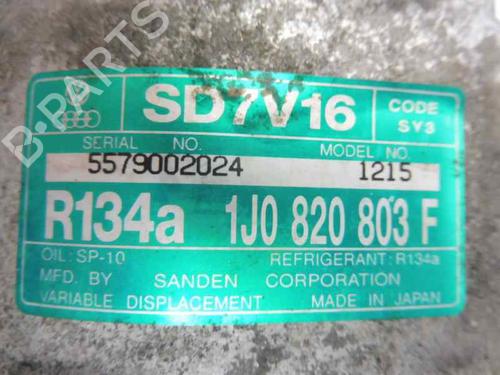 B-PARTS
SD7V16
CODE
SY3
SERIAL NO.
MODEL NO.
5579002024
1215
R134a 1J0 820 803 F
OIL: SP-10
REFRIGERANT: R134a
MFD. BY SANDEN CORPORATION
VARIABLE DISPLACEMENT MADE IN JAPAN